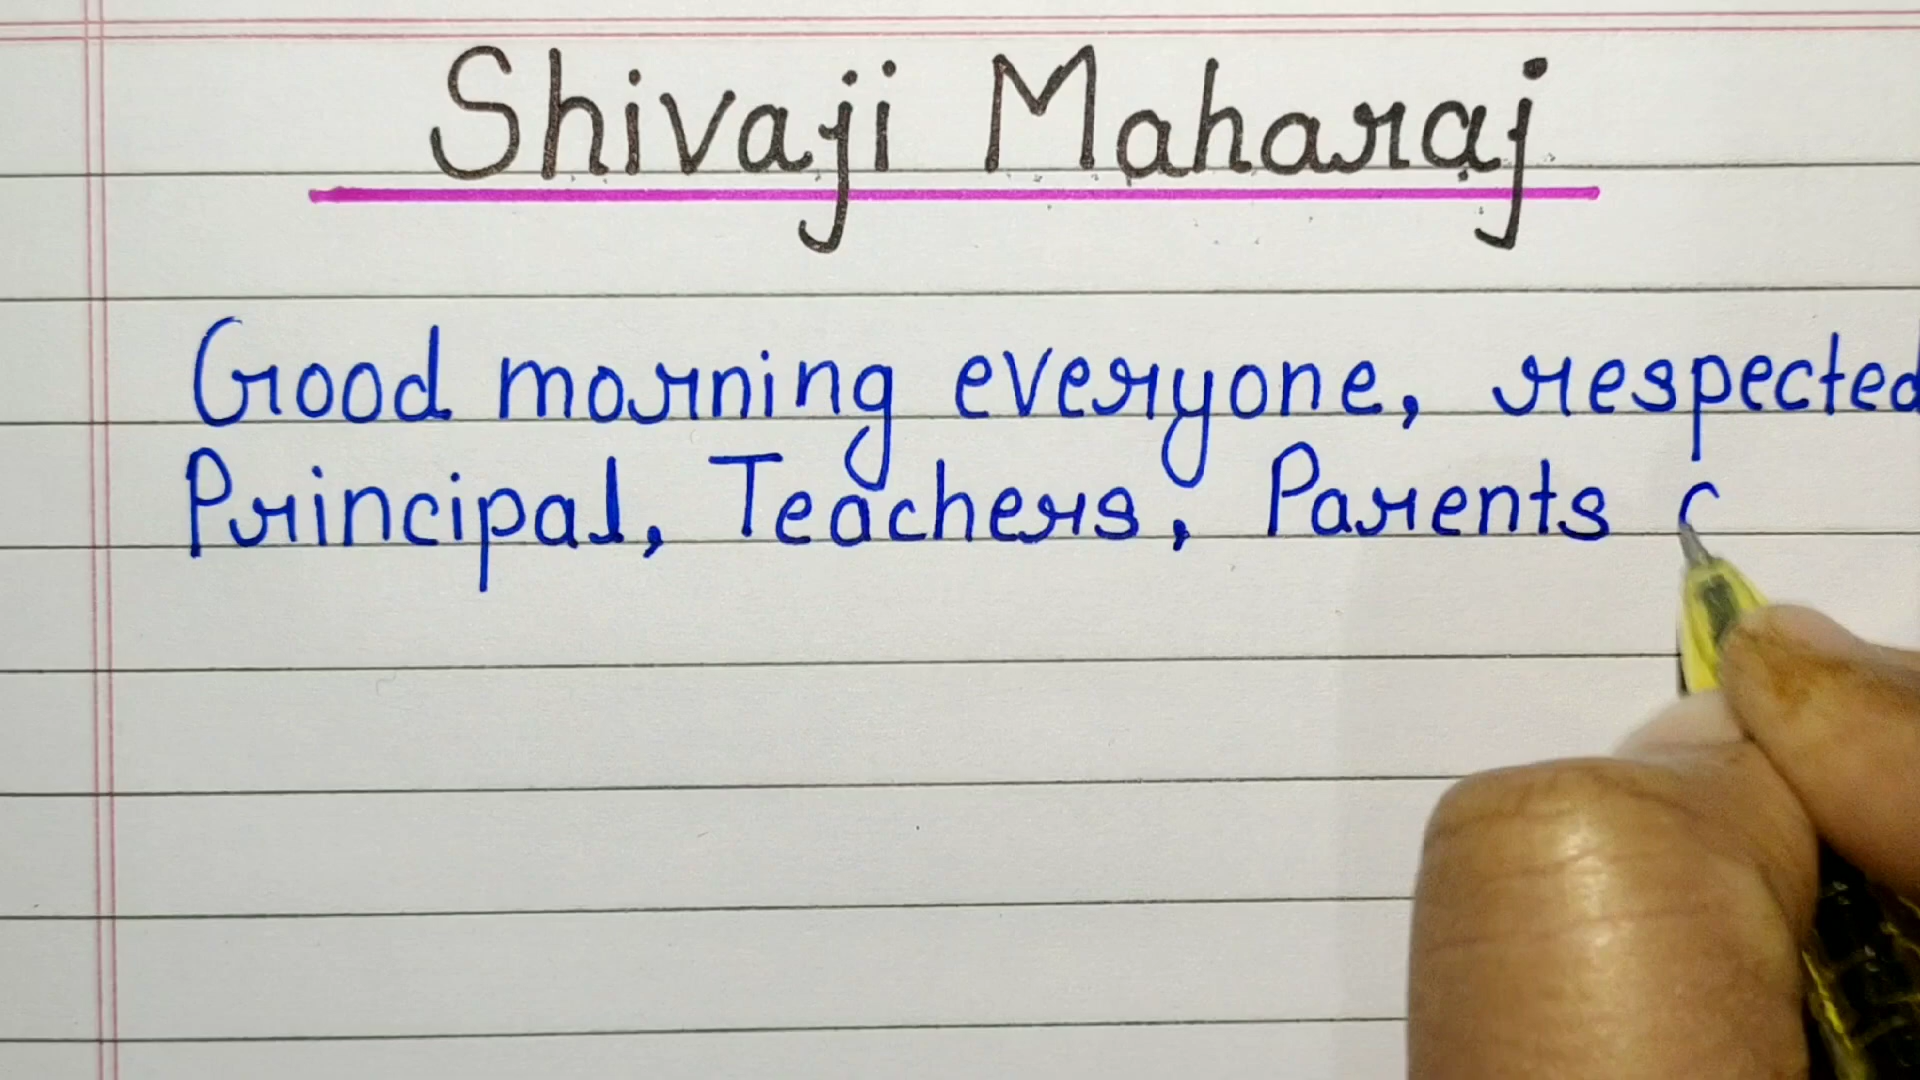 Shivaji Maharaj
Good morning everyone, respected
Principal, Teachers, Parents